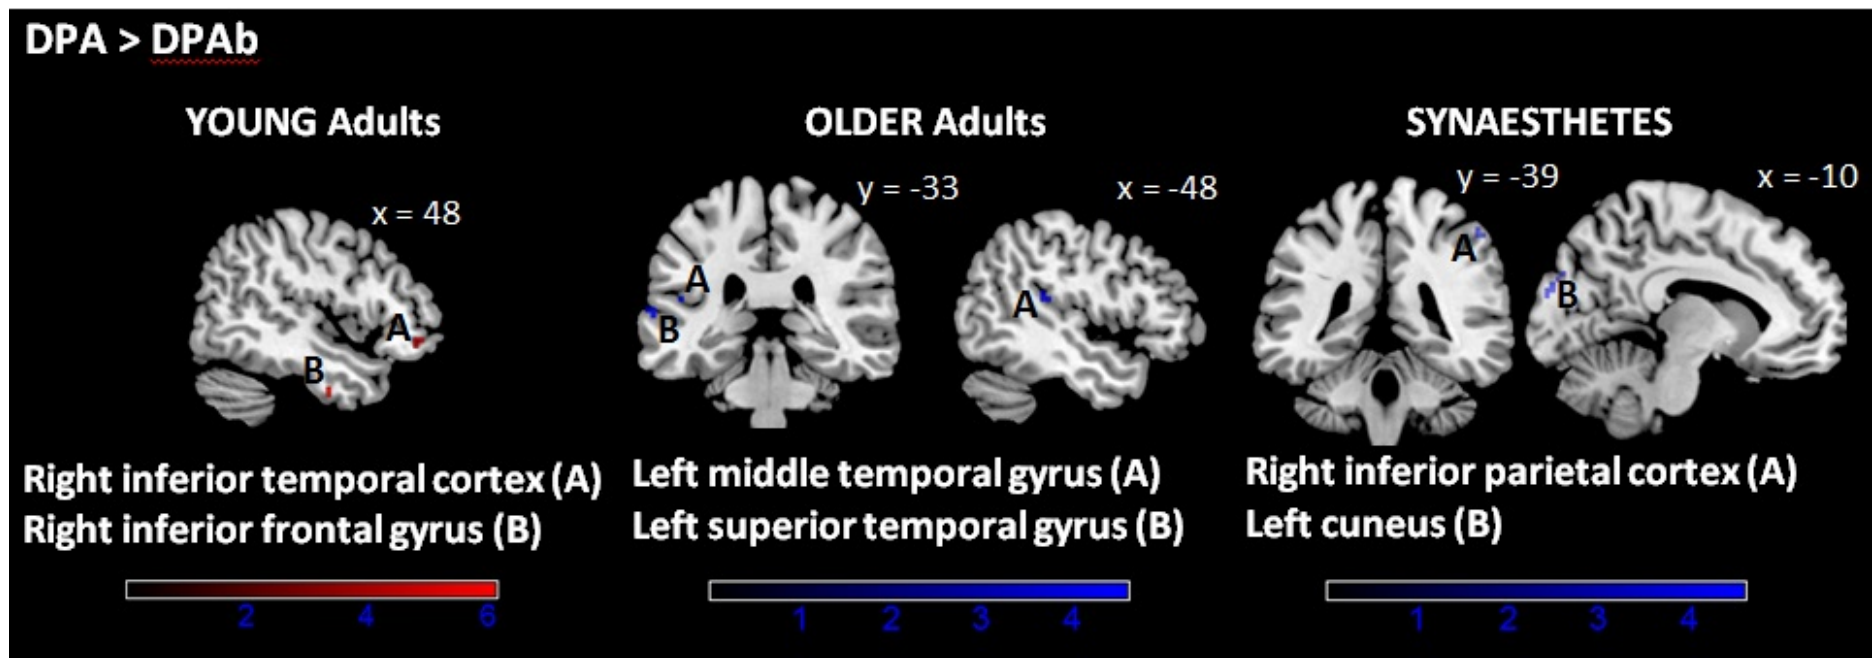 DPA > DPAb
YOUNG Adults
OLDER Adults
SYNAESTHETES
x = 48
y = -33
x = -48
y = -39
x = -10
A
B
A
B
A
A
B
Right inferior temporal cortex (A)
Right inferior frontal gyrus (B)
Left middle temporal gyrus (A)
Left superior temporal gyrus (B)
Right inferior parietal cortex (A)
Left cuneus (B)
2 4 6
1 2 3 4
1 2 3 4